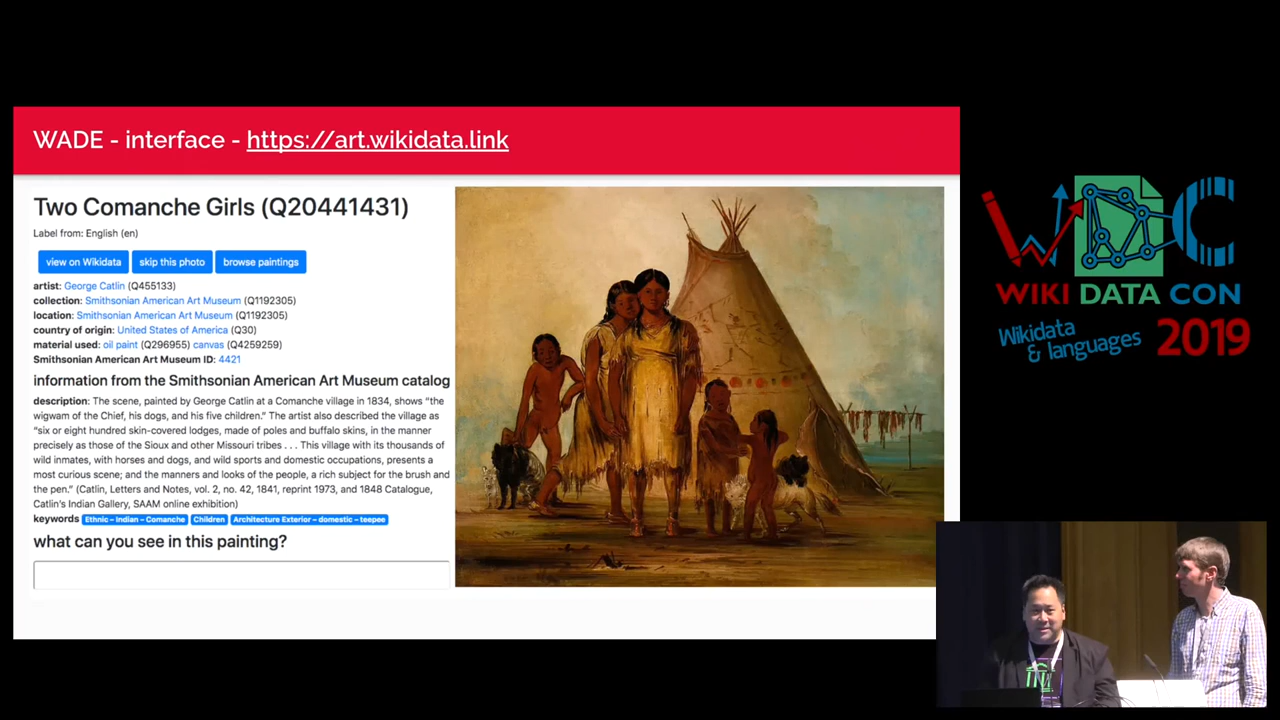 WADE - interface - https://art.wikidata.link
Two Comanche Girls (Q20441431)
Label from: English (en)
view on Wikidata skip this photo browse paintings
artist: George Catlin (Q455133)
collection: Smithsonian American Art Museum (Q1192305)
location: Smithsonian American Art Museum (Q1192305)
country of origin: United States of America (Q30)
material used: oil paint (Q296955) canvas (Q4259259)
Smithsonian American Art Museum ID: 4421
information from the Smithsonian American Art Museum catalog
description: The scene, painted by George Catlin at a Comanche village in 1834, shows “the
wigwam of the Chief, his dogs, and his five children.” The artist also described the village as
“six or eight hundred skin-covered lodges, made of poles and buffalo skins, in the manner
precisely as those of the Sioux and other Missouri tribes . . . This village with its thousands of
wild inmates, with horses and dogs, and wild sports and domestic occupations, presents a
most curious scene; and the manners and looks of the people, a rich subject for the brush and
the pen.” (Catlin, Letters and Notes, vol. 2, no. 42, 1841, reprint 1973, and 1848 Catalogue,
Catlin’s Indian Gallery, SAAM online exhibition)
keywords Ethnic – Indian – Comanche Children Architecture Exterior – domestic – teepee
what can you see in this painting?
WDC
WIKIDATACON
Wikidata
& languages
2019